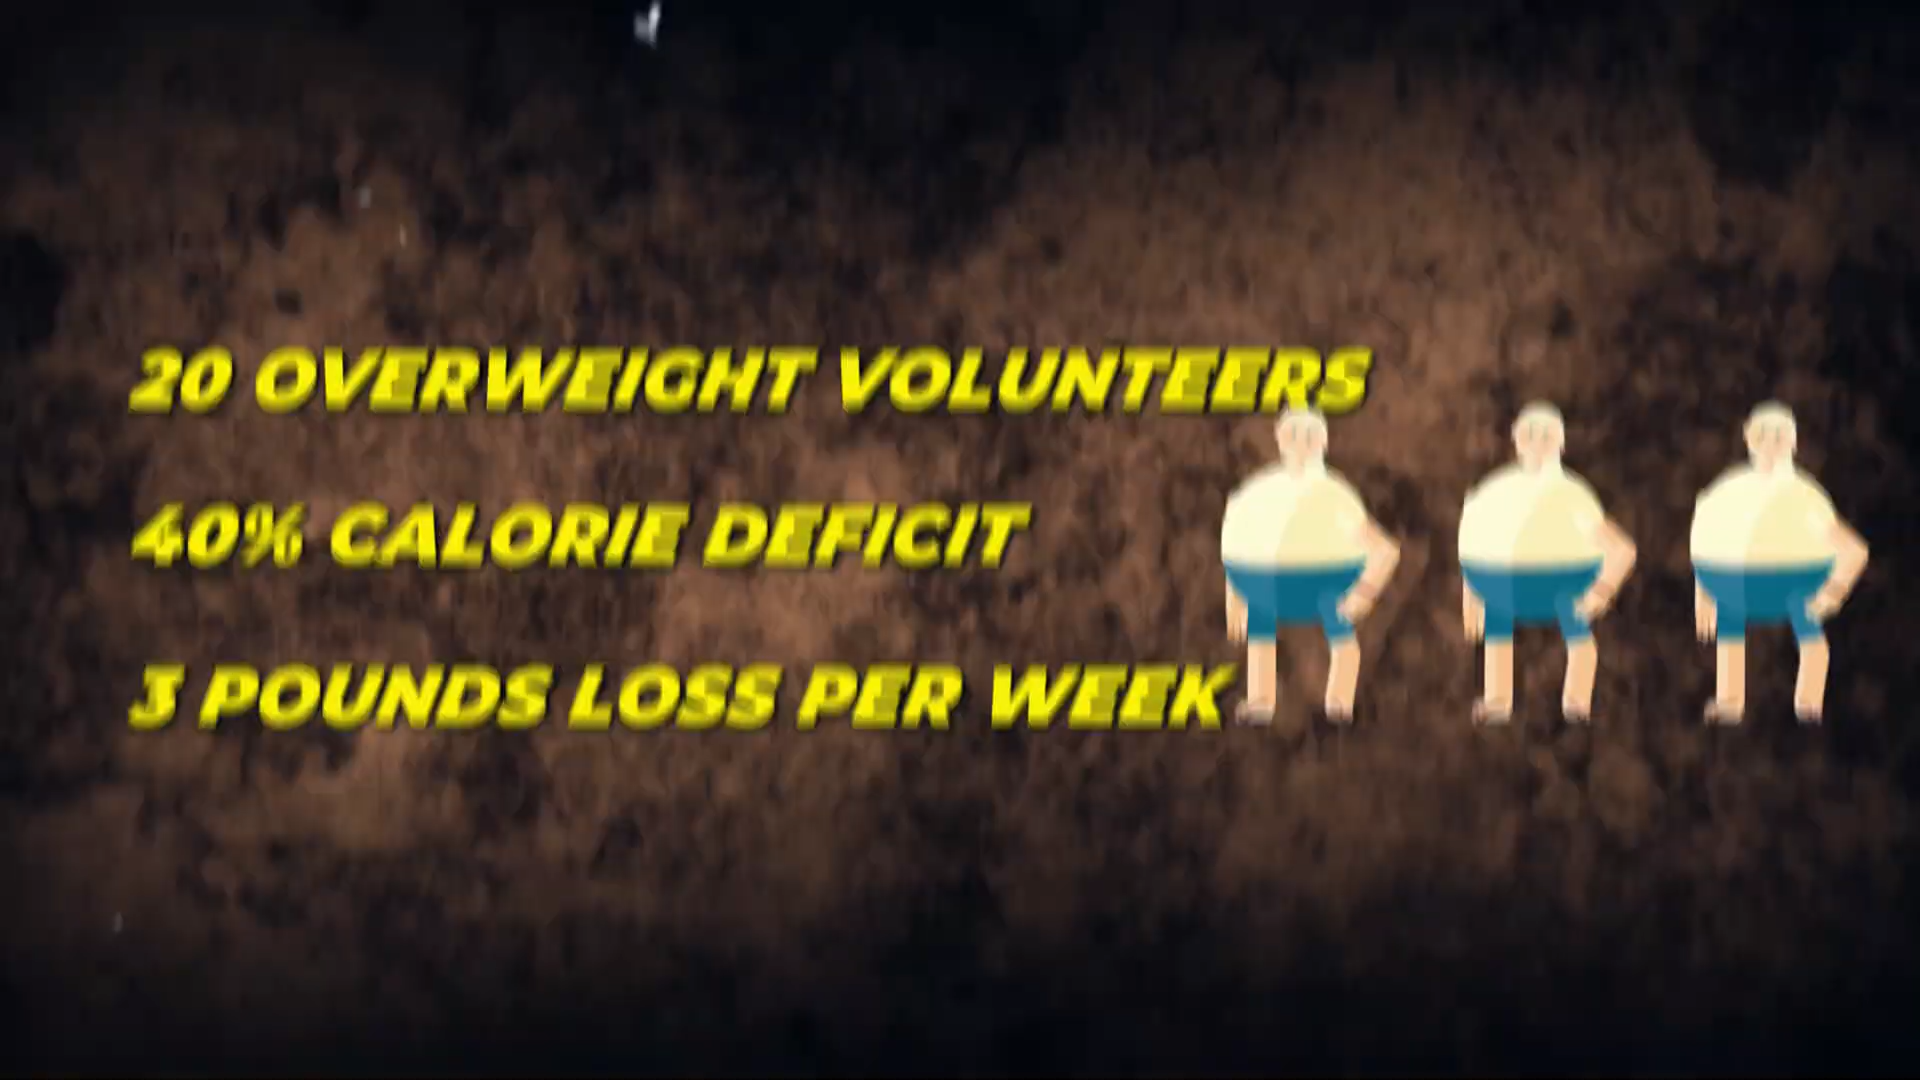 20 OVERWEIGHT VOLUNTEERS
40% CALORIE DEFICIT
3 POUNDS LOSS PER WEEK